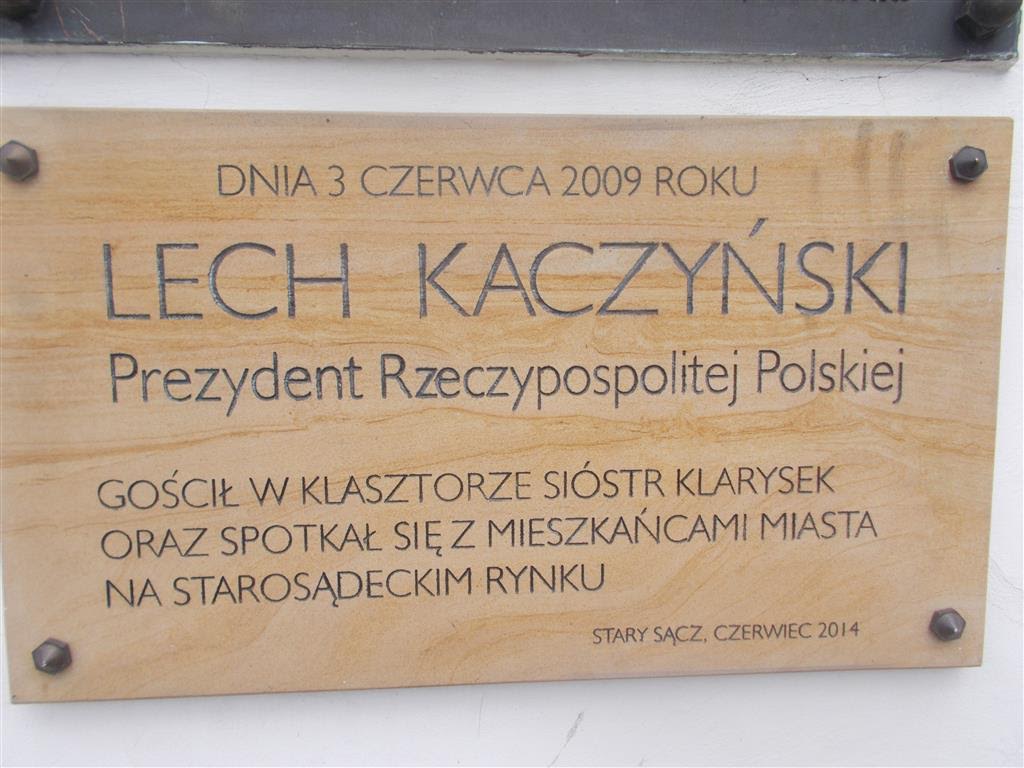 DNIA 3 CZERWCA 2009 ROKU
LECH KACZYŃSKI
Prezydent Rzeczypospolitej Polskiej
GOŚCIŁ W KLASZTORZE SIÓSTR KLARYSEK
ORAZ SPOTKAŁ SIĘ Z MIESZKAŃCAMI MIASTA
NA STAROSĄDECKIM RYNKU
STARY SĄCZ, CZERWIEC 2014